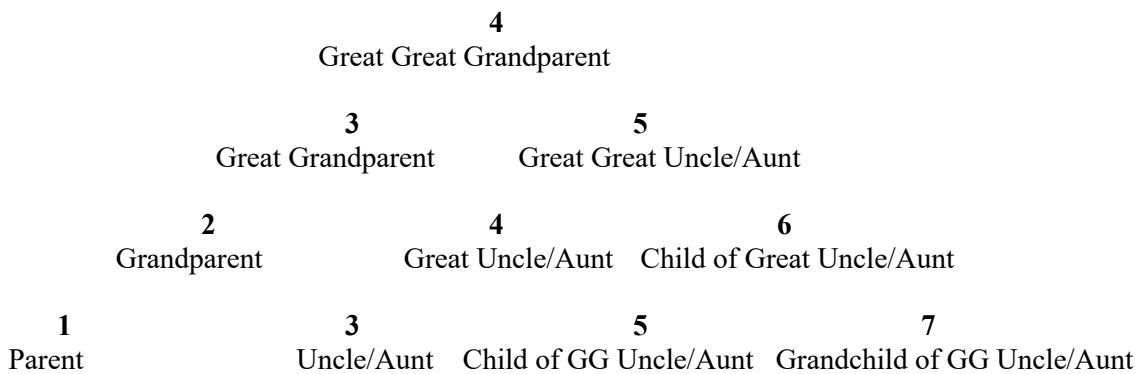 4
Great Great Grandparent
3 5
Great Grandparent Great Great Uncle/Aunt
2 4 6
Grandparent Great Uncle/Aunt Child of Great Uncle/Aunt
1 3 5 7
Parent Uncle/Aunt Child of GG Uncle/Aunt Grandchild of GG Uncle/Aunt